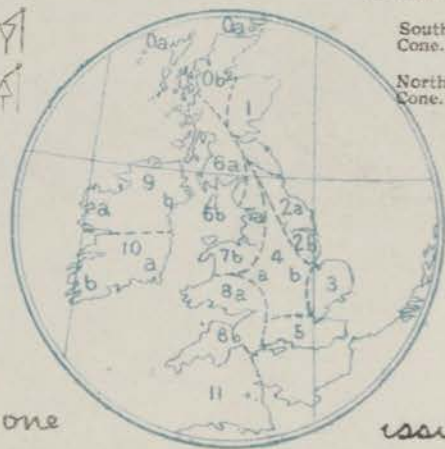 South
Cone.
North
Cone.
0a
0a
0b
1
6a
9
a
b
6b
7a
2a
2b
10
7b
4
a
b
3
b
a
8a
8b
5
11
one
issu